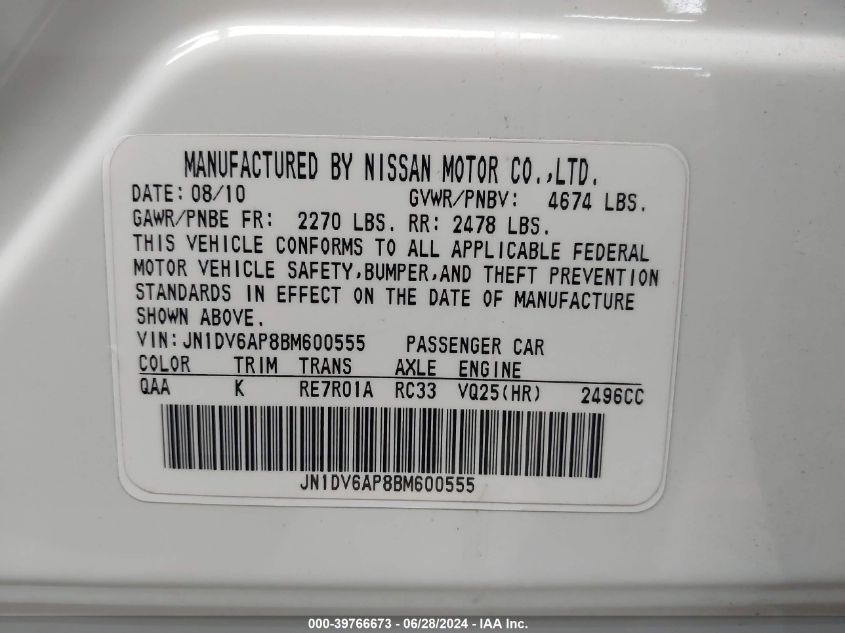 MANUFACTURED BY NISSAN MOTOR CO.,LTD.
DATE: 08/10 GVWR/PNBV: 4674 LBS.
GAWR/PNBE FR: 2270 LBS. RR: 2478 LBS.
THIS VEHICLE CONFORMS TO ALL APPLICABLE FEDERAL
MOTOR VEHICLE SAFETY,BUMPER,AND THEFT PREVENTION
STANDARDS IN EFFECT ON THE DATE OF MANUFACTURE
SHOWN ABOVE.
VIN: JN1DV6AP8BM600555 PASSENGER CAR
COLOR TRIM TRANS AXLE ENGINE
QAA K RE7R01A RC33 VQ25(HR) 2496CC
JN1DV6AP8BM600555
000-39766673 - 06/28/2024 - IAA Inc.